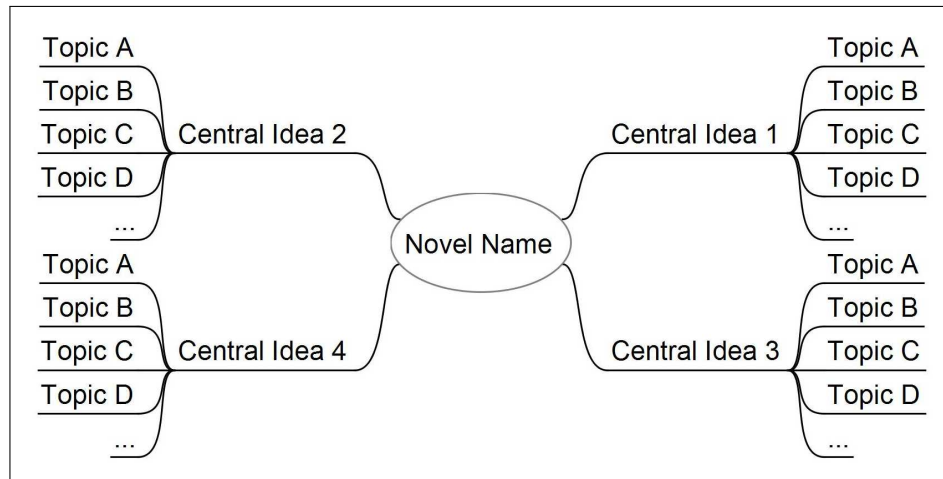 Topic A
Topic B
Topic C
Topic D
...
Central Idea 2
Topic A
Topic B
Topic C
Topic D
...
Central Idea 4
Novel Name
Central Idea 1
Topic A
Topic B
Topic C
Topic D
...
Central Idea 3
Topic A
Topic B
Topic C
Topic D
...